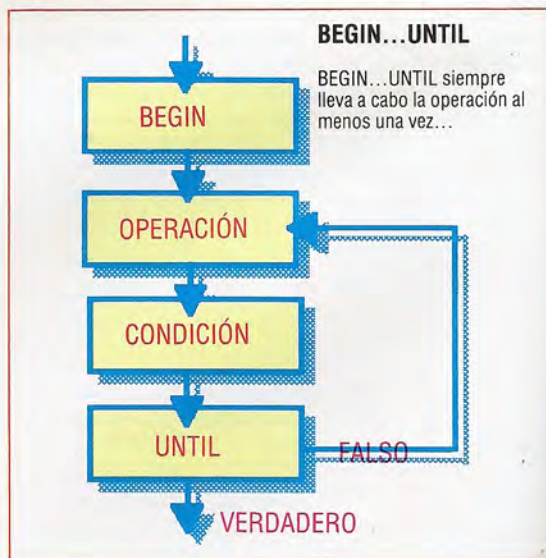 BEGIN...UNTIL
BEGIN...UNTIL siempre
lleva a cabo la operación al
menos una vez...
BEGIN
OPERACIÓN
CONDICIÓN
UNTIL
FALSO
VERDADERO